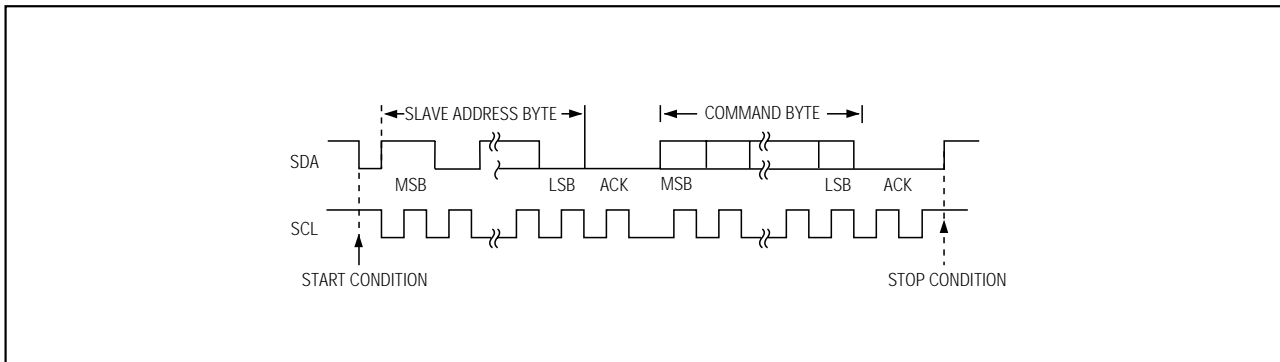 SLAVE ADDRESS BYTE COMMAND BYTE
SDA
MSB LSB ACK MSB LSB ACK
SCL
START CONDITION STOP CONDITION